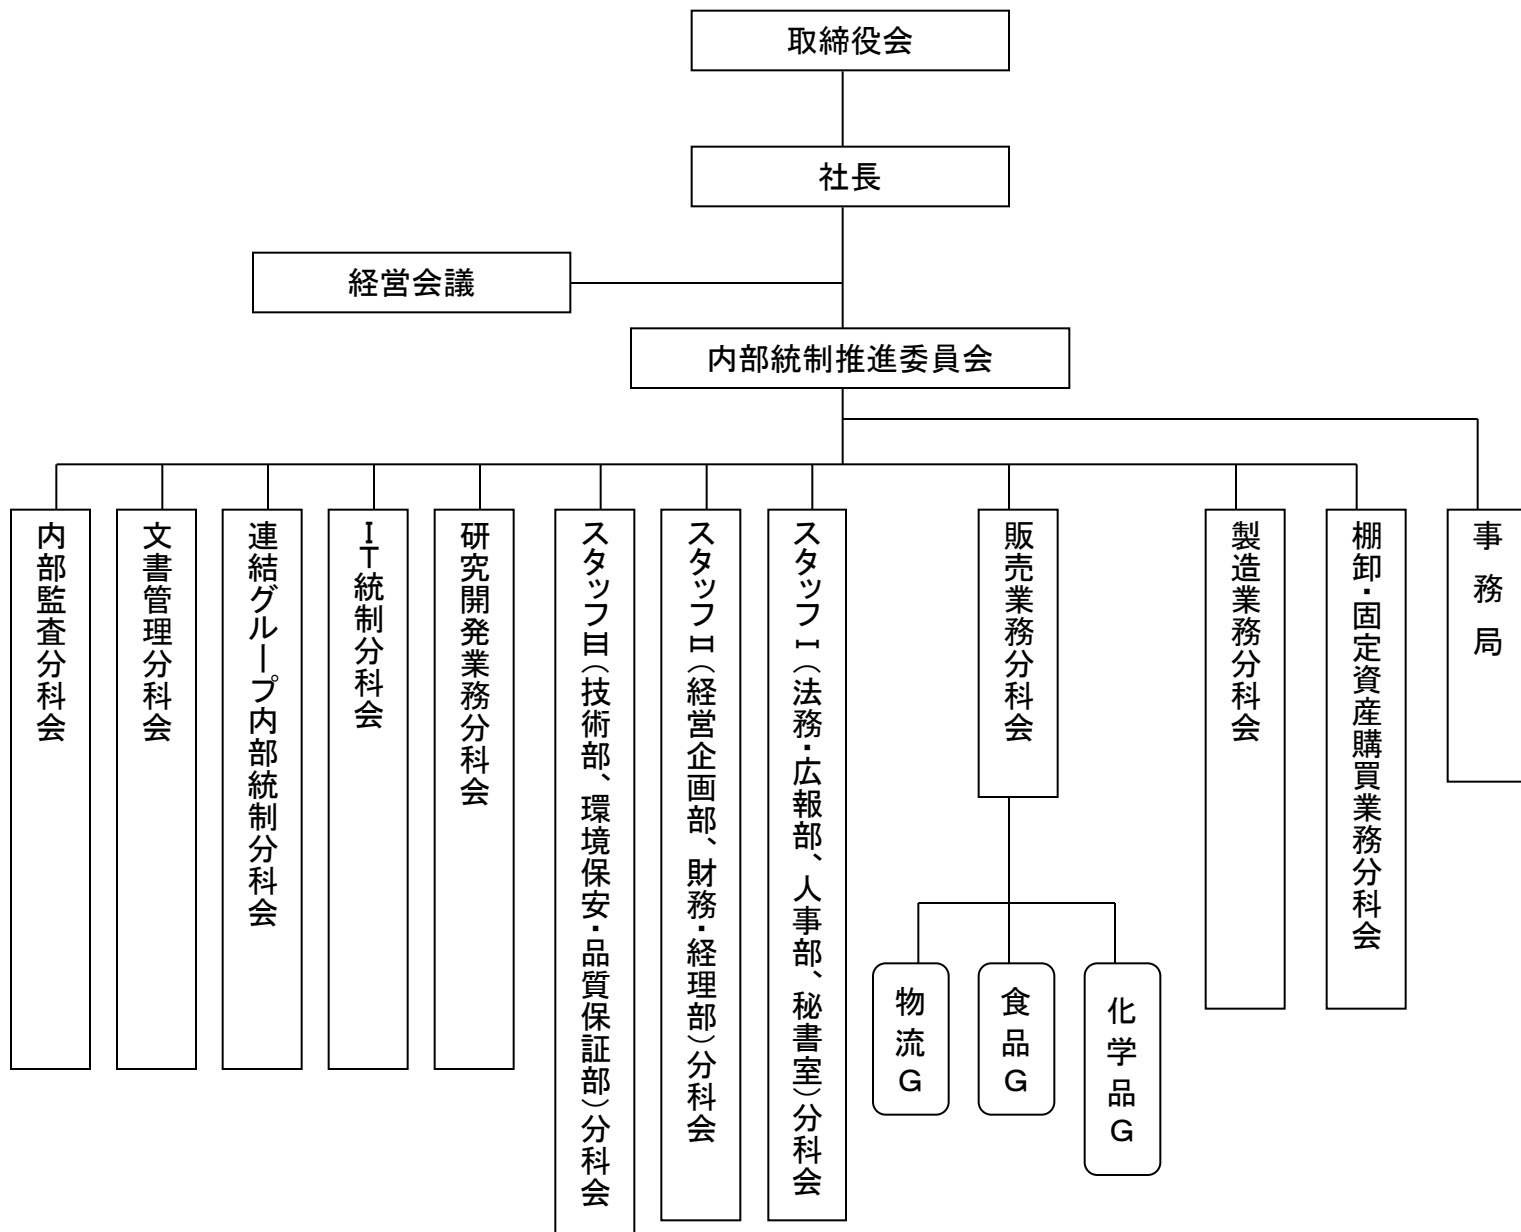 取締役会
社長
経営会議
内部統制推進委員会
内部監査分科会
文書管理分科会
連結グループ内部統制分科会
IT統制分科会
研究開発業務分科会
スタッフⅢ(技術部、環境保安・品質保証部)分科会
スタッフⅡ(経営企画部、財務・経理部)分科会
スタッフⅠ(法務・広報部、人事部、秘書室)分科会
販売業務分科会
製造業務分科会
棚卸・固定資産購買業務分科会
事務局
物流G
食品G
化学品G